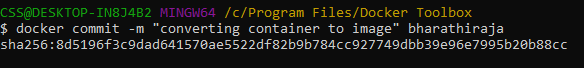 CSS@DESKTOP-IN8J4B2 MINGW64 /c/Program Files/Docker Toolbox
$ docker commit -m "converting container to image" bharathiraja
sha256:8d5196f3c9dad641570ae5522df82b9b784cc927749dbb39e96e7995b20b88cc